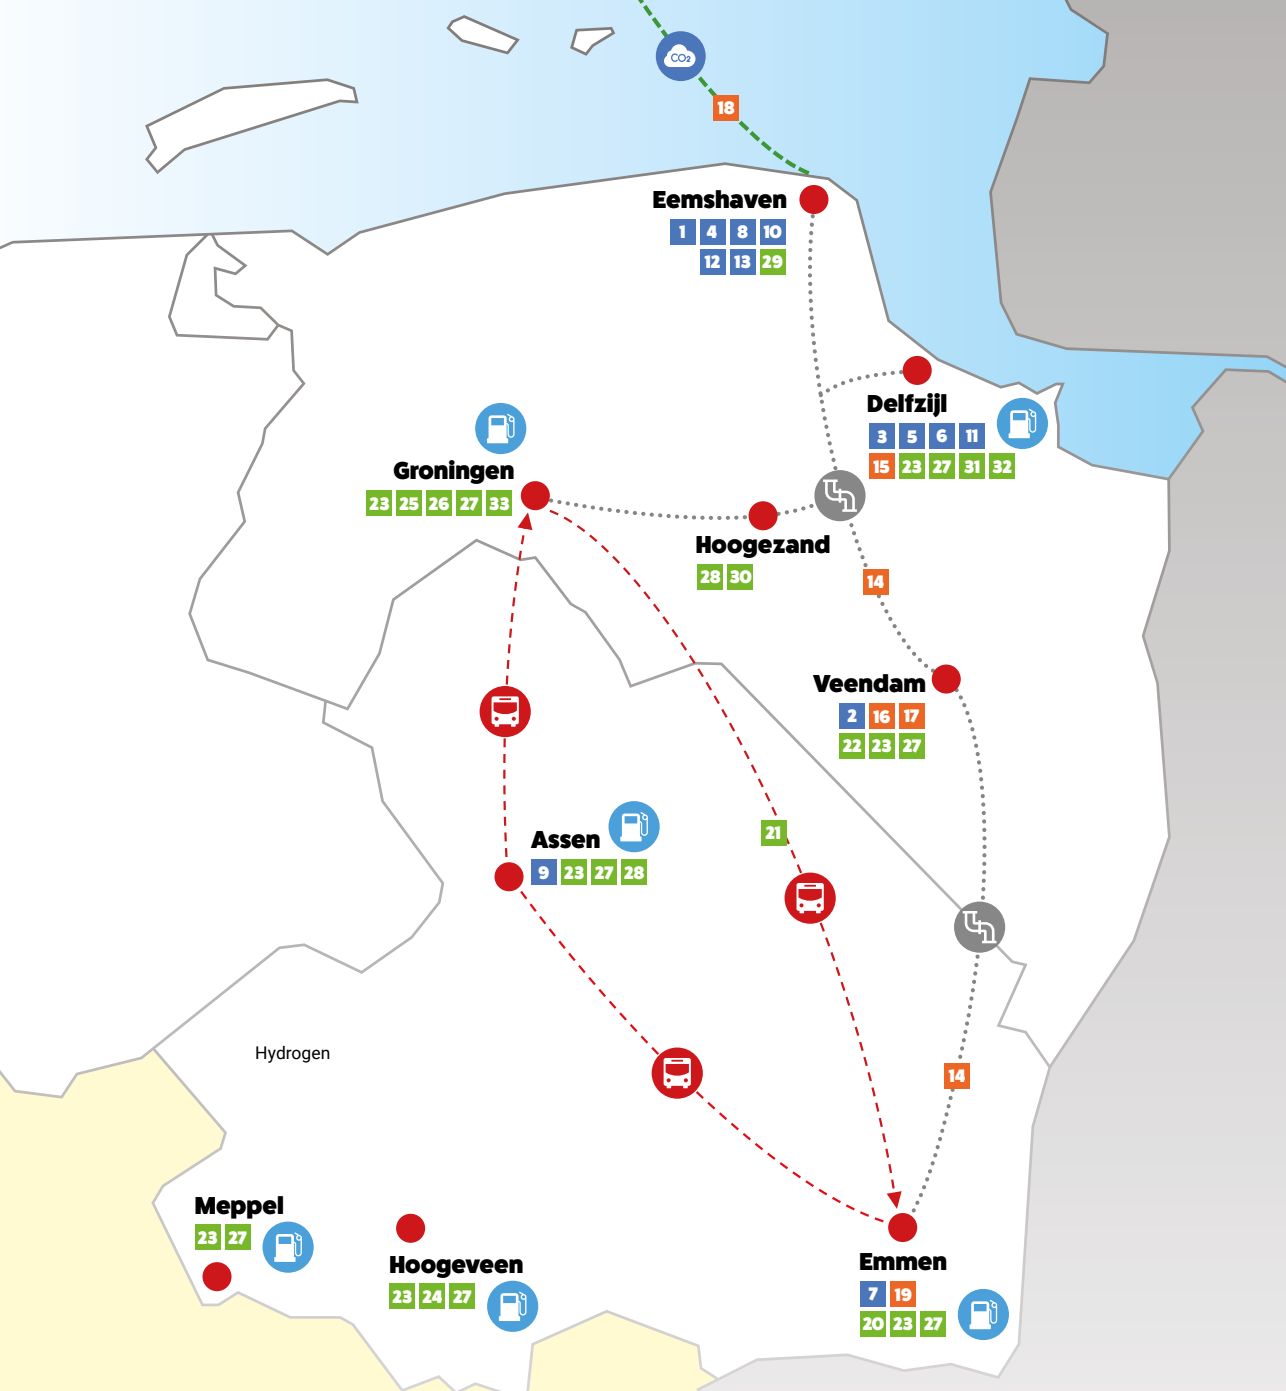 CO2
18
Eemshaven
1 4 8 10
12 13 29
Delfzijl
3 5 6 11
15 23 27 31 32
Groningen
23 25 26 27 33
Hoogezand
28 30
14
Veendam
2 16 17
22 23 27
21
Assen
9 23 27 28
Hydrogen
14
Meppel
23 27
Hoogeveen
23 24 27
Emmen
7 19
20 23 27